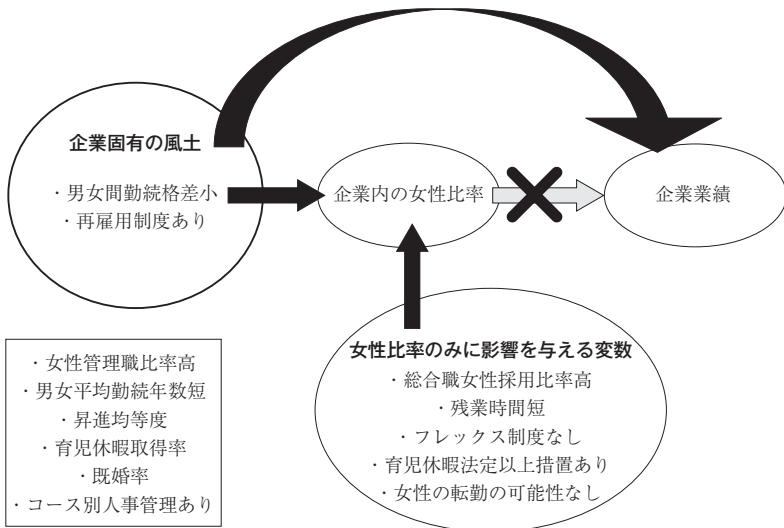 企業固有の風土
・男女間勤続格差小
・再雇用制度あり
企業内の女性比率
企業業績
女性比率のみに影響を与える変数
・総合職女性採用比率高
・残業時間短
・フレックス制度なし
・育児休暇法定以上措置あり
・女性の転勤の可能性なし
・女性管理職比率高
・男女平均勤続年数短
・昇進均等度
・育児休暇取得率
・既婚率
・コース別人事管理あり